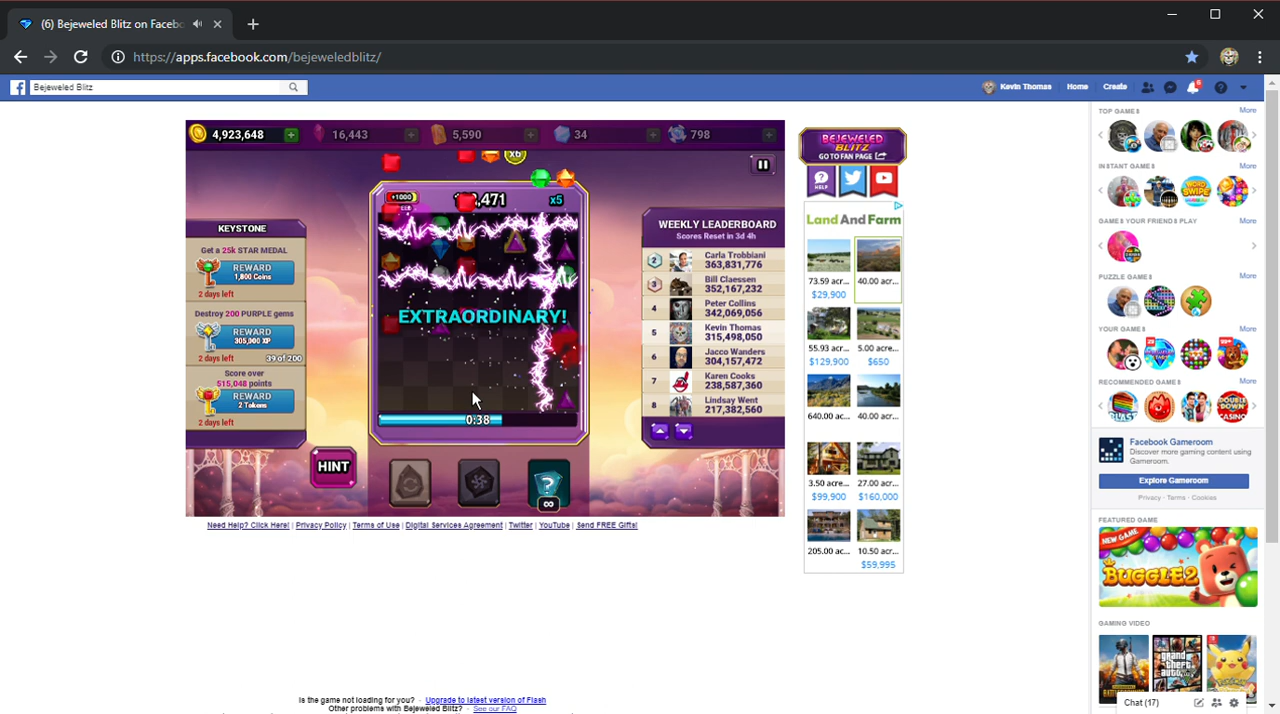 (6) Bejeweled Blitz on Facebo
https://apps.facebook.com/bejeweledblitz/
Bejeweled Blitz
Kevin Thomas
Home
Create
4,923,648
16,443
5,590
34
798
x6
+1000
,471
x5
KEYSTONE
Get a 25k STAR MEDAL
REWARD
1,800 Coins
2 days left
Destroy 200 PURPLE gems
REWARD
305,000 XP
2 days left
39 of 200
Score over
515,048 points
REWARD
2 Tokens
2 days left
EXTRAORDINARY!
0:38
HINT
?
∞
WEEKLY LEADERBOARD
Scores Reset in 3d 4h
2 Carla Trobbiani
363,831,776
3 Bill Claessen
352,167,232
4 Peter Collins
342,069,056
5 Kevin Thomas
315,498,050
6 Jacco Wanders
304,157,472
7 Karen Cooks
238,587,360
8 Lindsay Went
217,382,560
Need Help? Click Here! | Privacy Policy | Terms of Use | Digital Services Agreement | Twitter | YouTube | Send FREE Gifts!
BEJEWELED
BLITZ
GO TO FAN PAGE
HELP
LAND AND FARM
73.59 acr...
$29,900
40.00 acr...
55.93 acr...
$129,900
5.00 acre...
$650
640.00 acr...
40.00 acr...
3.50 acre...
$99,900
27.00 acr...
$160,000
205.00 acr...
10.50 acr...
$59,995
Is the game not loading for you? · Upgrade to latest version of Flash
Other problems with Bejeweled Blitz? · See our FAQ
TOP GAMES
More
INSTANT GAMES
More
WORD
SWIPE
GAMES YOUR FRIENDS PLAY
More
PUZZLE GAMES
More
YOUR GAMES
More
RECOMMENDED GAMES
More
BLAST
DOUBLE
DOWN
CASINO
Facebook Gameroom
Discover more gaming content using
Gameroom.
Explore Gameroom
Privacy · Terms · Cookies
FEATURED GAME
NEW GAME
BUGGLE2
GAMING VIDEO
BATTLEGROUNDS
grand
theft
auto
Chat (17)